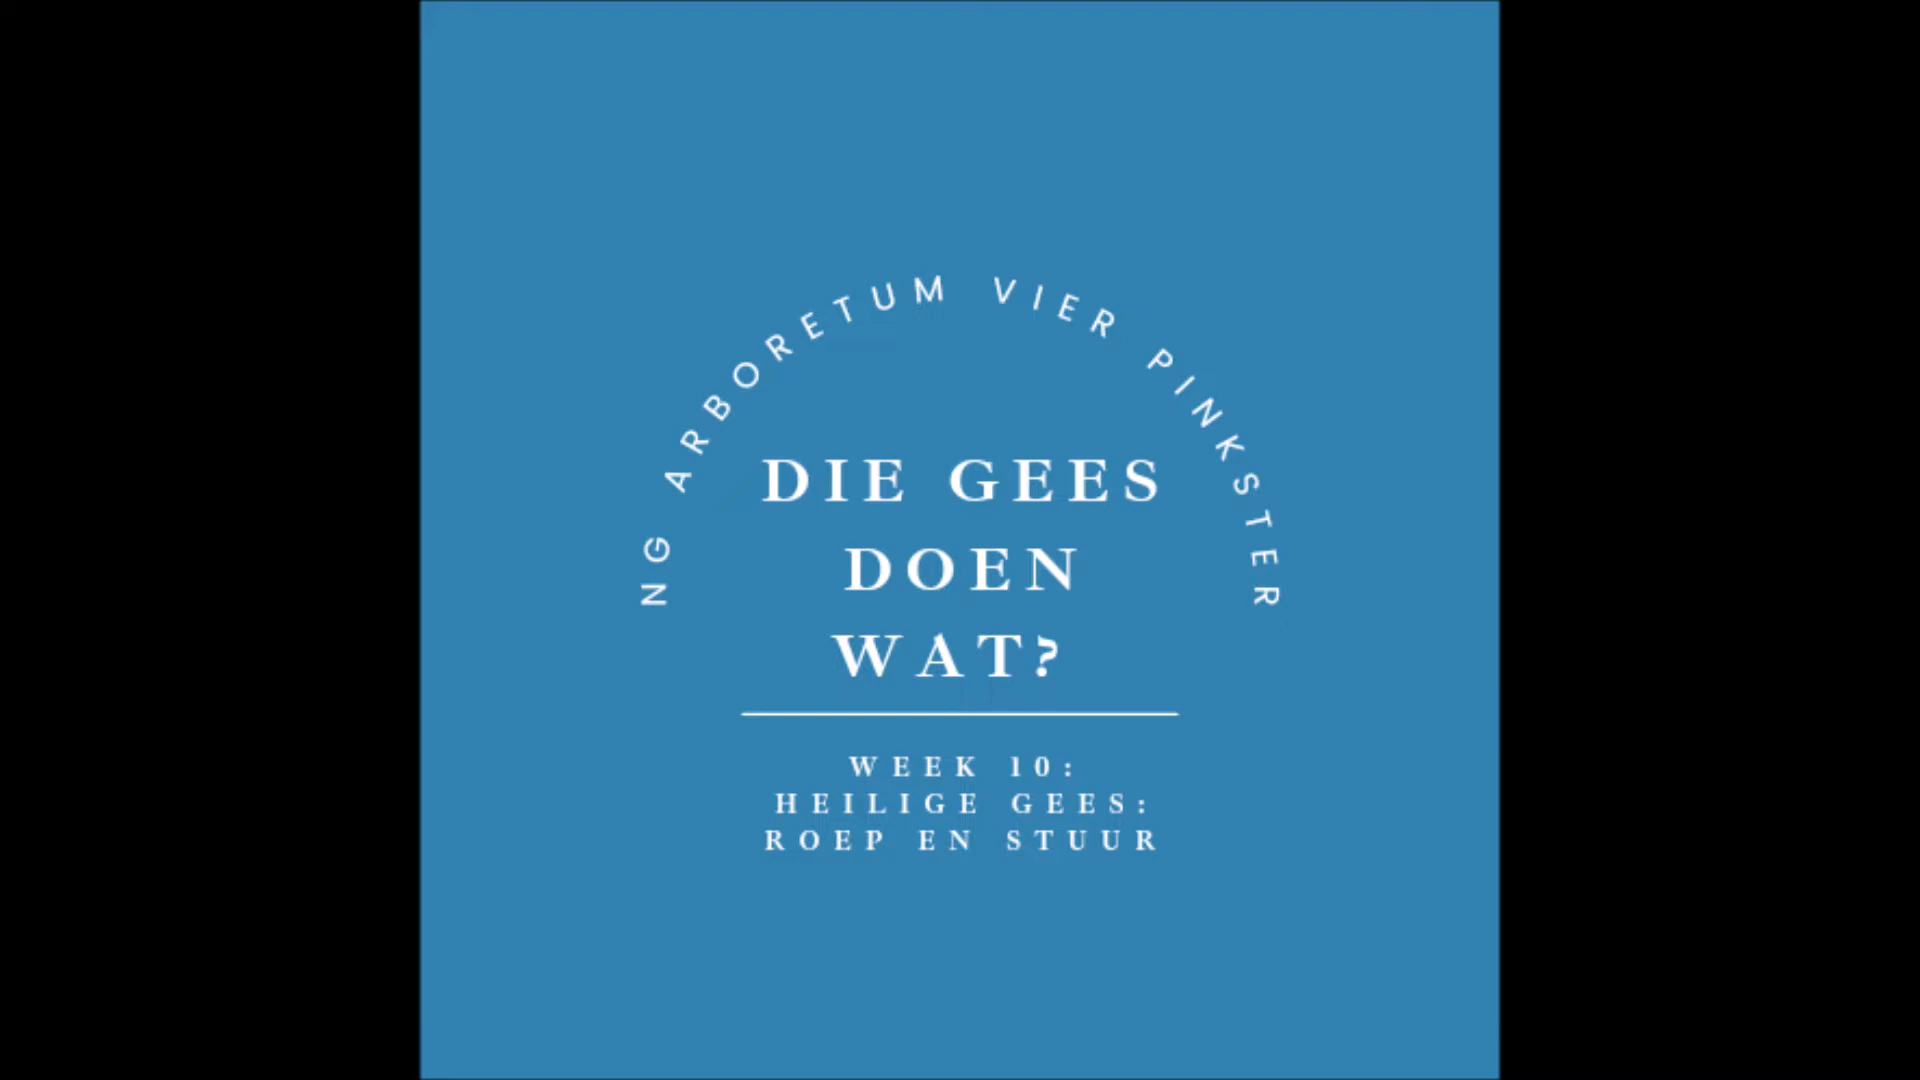 NG ARBORETUM VIER PINKSTER
DIE GEES
DOEN
WAT?
WEEK 10:
HEILIGE GEES:
ROEP EN STUUR